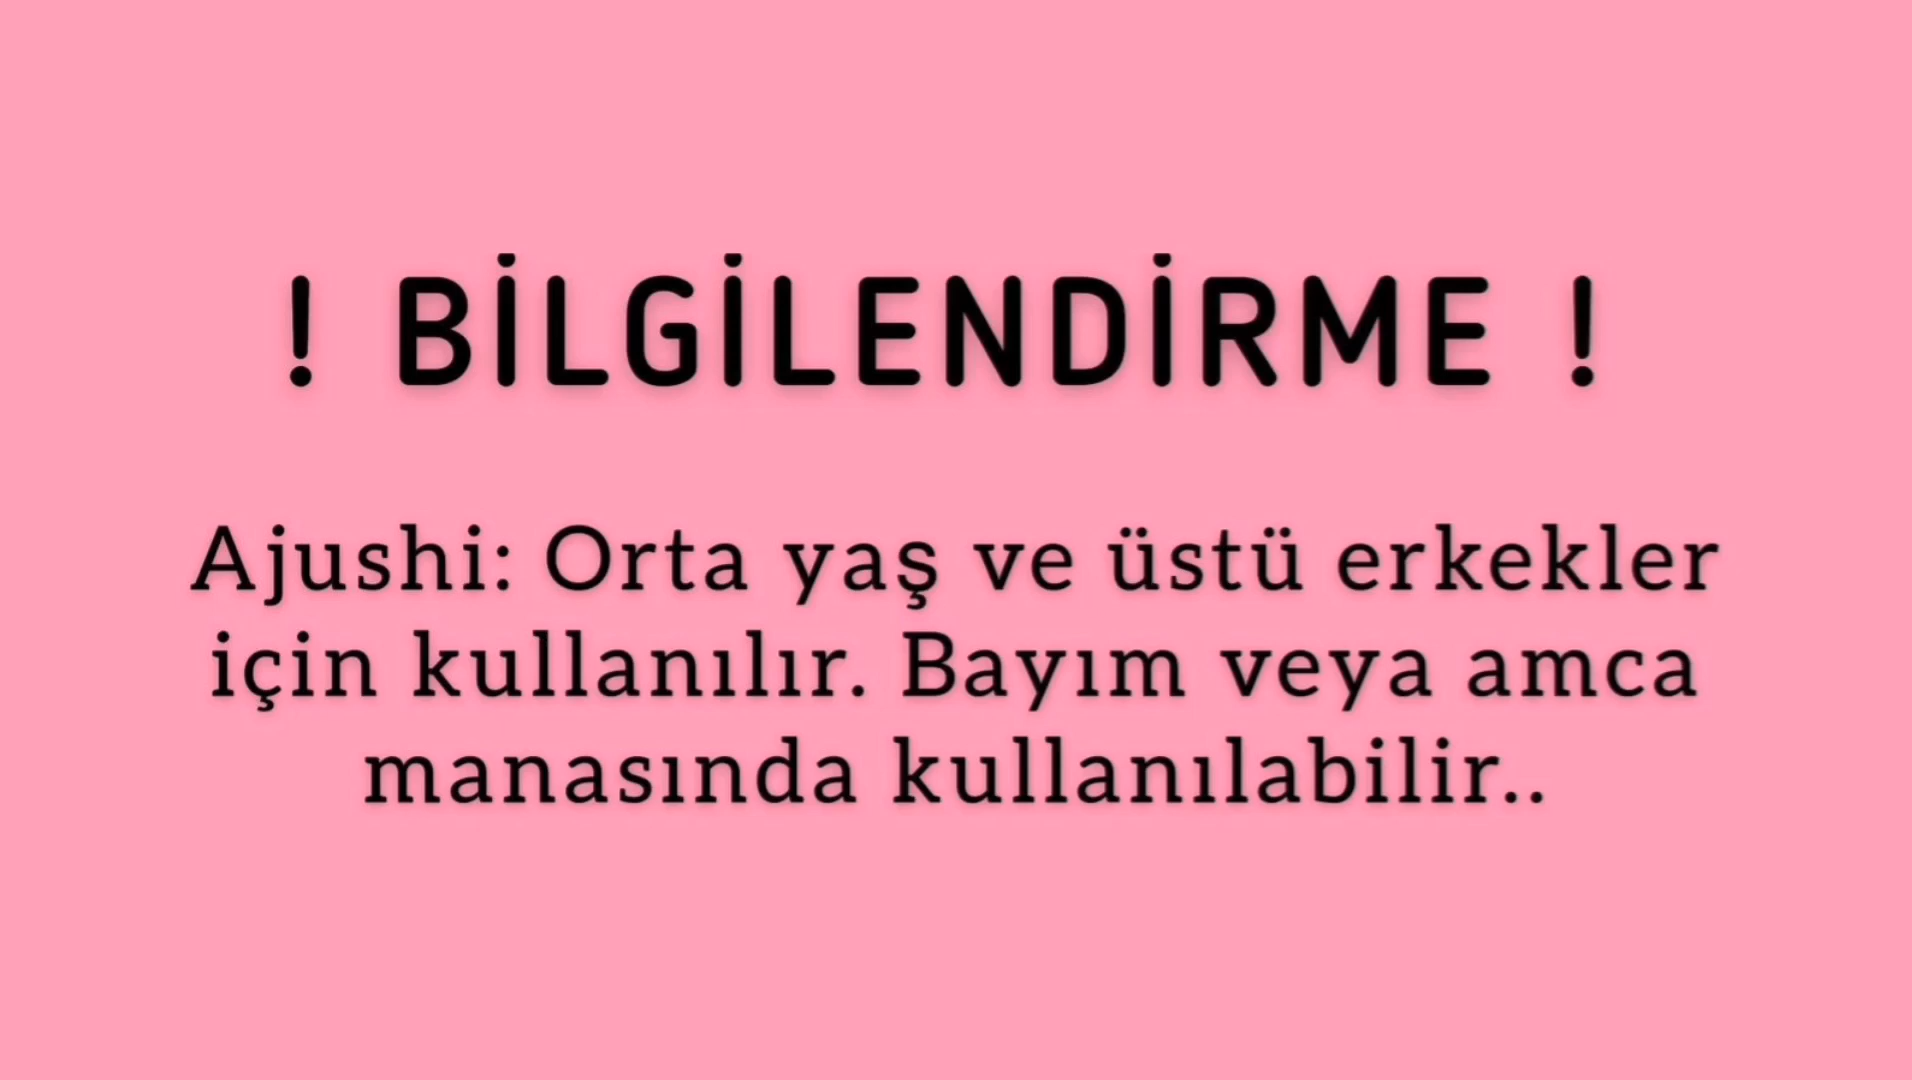 ! BİLGİLENDİRME !
Ajushi: Orta yaş ve üstü erkekler
için kullanılır. Bayım veya amca
manasında kullanılabilir..